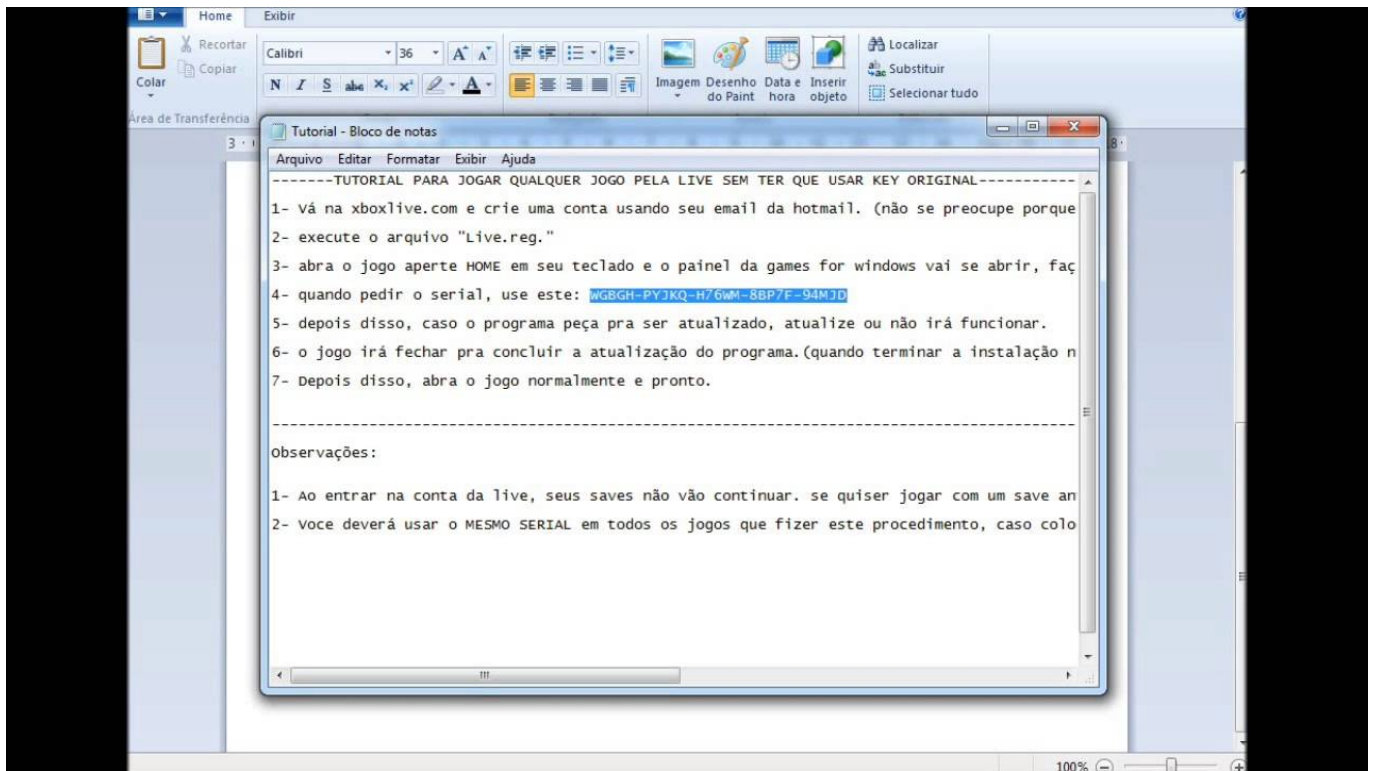 Home Exibir
Recortar
Copiar
Colar
Área de Transferência
Calibri 36
Imagem
Desenho do Paint
Data e hora
Inserir objeto
Localizar
Substituir
Selecionar tudo
Tutorial - Bloco de notas
Arquivo Editar Formatar Exibir Ajuda
-------TUTORIAL PARA JOGAR QUALQUER JOGO PELA LIVE SEM TER QUE USAR KEY ORIGINAL-----------
1- Vá na xboxlive.com e crie uma conta usando seu email da hotmail. (não se preocupe porque
2- execute o arquivo "Live.reg."
3- abra o jogo aperte HOME em seu teclado e o painel da games for windows vai se abrir, faç
4- quando pedir o serial, use este: WGBGH-PYJKQ-H76WM-8BP7F-94MJD
5- depois disso, caso o programa peça pra ser atualizado, atualize ou não irá funcionar.
6- o jogo irá fechar pra concluir a atualização do programa.(quando terminar a instalação n
7- Depois disso, abra o jogo normalmente e pronto.
Observações:
1- Ao entrar na conta da live, seus saves não vão continuar. se quiser jogar com um save an
2- Voce deverá usar o MESMO SERIAL em todos os jogos que fizer este procedimento, caso colo
100%